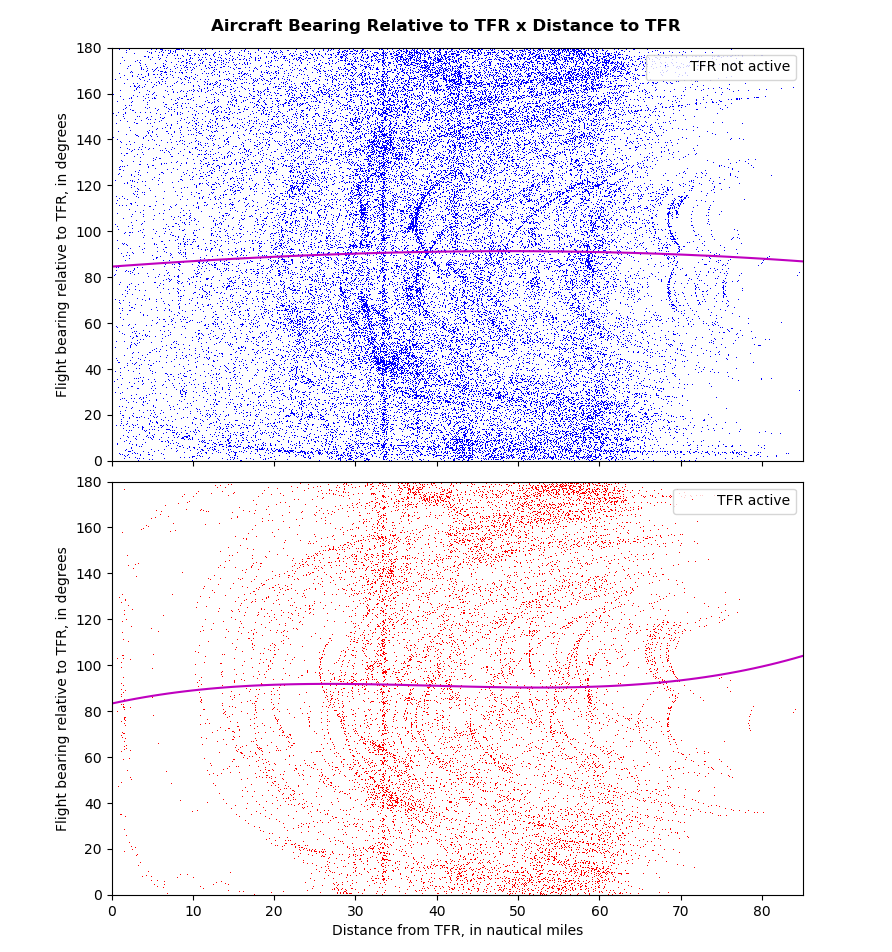 Aircraft Bearing Relative to TFR x Distance to TFR
180
160
140
120
100
80
60
40
20
0
Flight bearing relative to TFR, in degrees
TFR not active
180
160
140
120
100
80
60
40
20
0
Flight bearing relative to TFR, in degrees
TFR active
0 10 20 30 40 50 60 70 80
Distance from TFR, in nautical miles